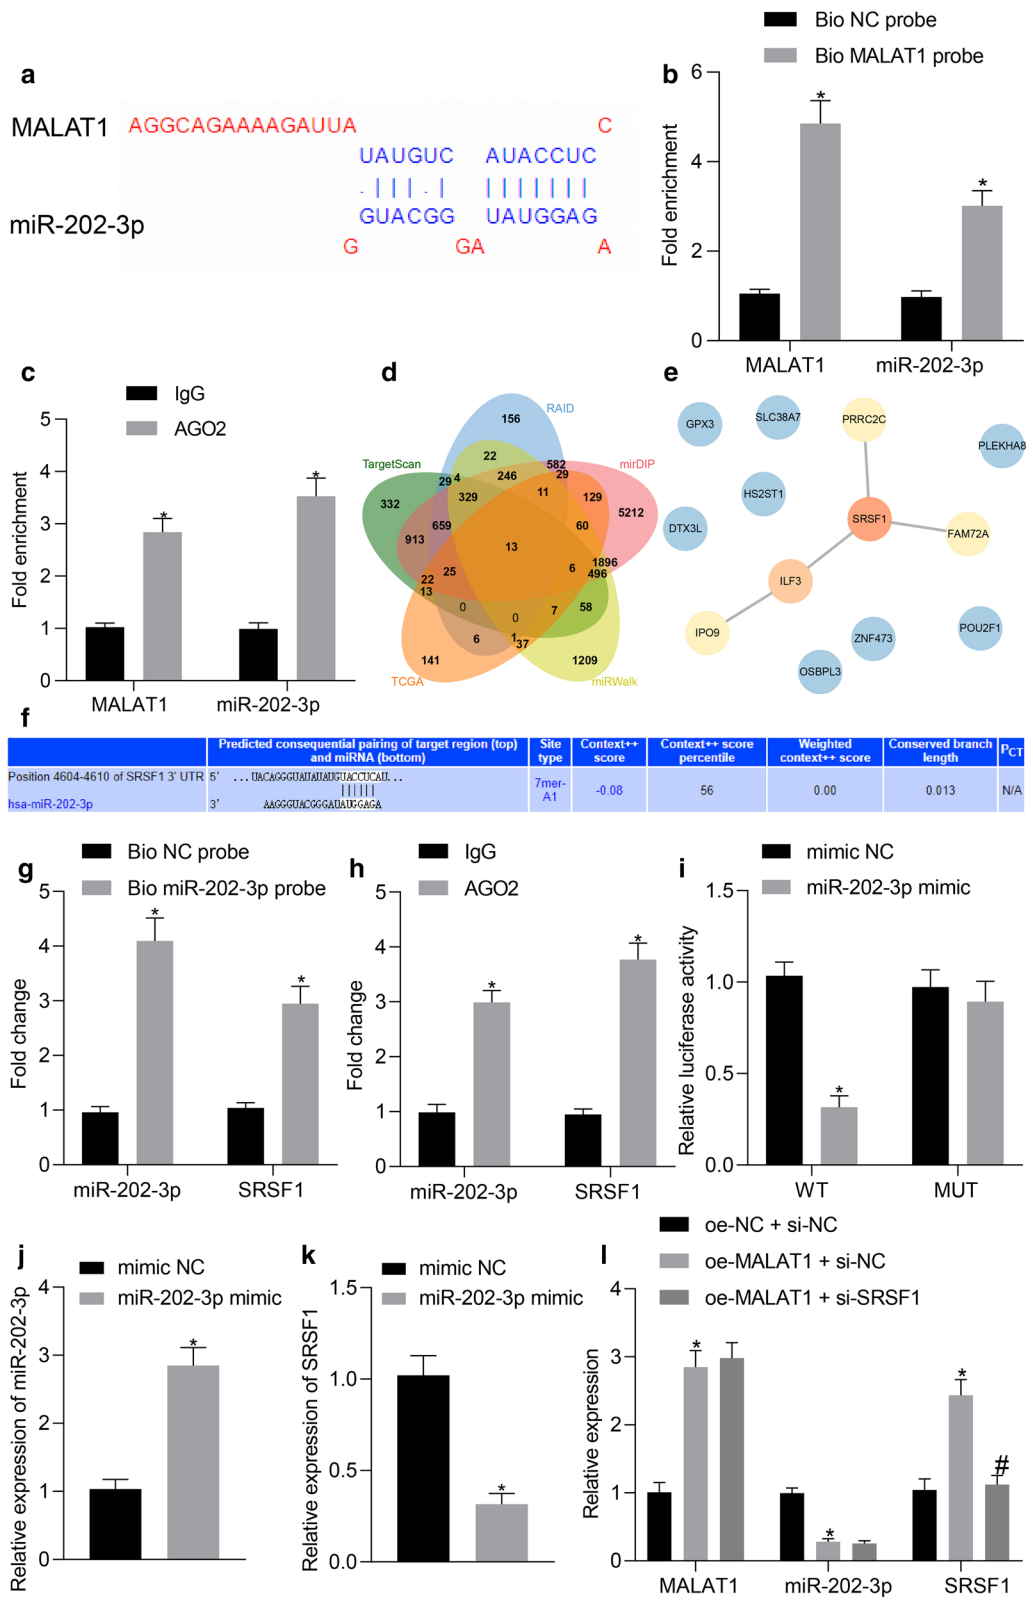 a
MALAT1 AGGCAGAAAAGAUUA C
UAUGUC AUACCUC
miR-202-3p GUACGG UAUGGAG
G GA A
b
Bio NC probe
Bio MALAT1 probe
Fold enrichment
6
4
2
0
MALAT1 miR-202-3p
* *
c
IgG
AGO2
Fold enrichment
5
4
3
2
1
0
MALAT1 miR-202-3p
* *
d
RAID
TargetScan
mirDIP
TCGA
miRWalk
156
22
582
29
4
246
29
332
329
11
129
5212
659
60
913
13
1896
25
6
496
22
13
0
0
7
58
6
1
37
141
1209
e
GPX3
SLC38A7
PRRC2C
PLEKHA8
HS2ST1
DTX3L
SRSF1
FAM72A
ILF3
IPO9
ZNF473
POU2F1
OSBPL3
f
Predicted consequential pairing of target region (top) and miRNA (bottom)
Site type
Context++ score
Context++ score percentile
Weighted context++ score
Conserved branch length
PCT
Position 4604-4610 of SRSF1 3' UTR 5' ...UACAGGGUAUAUAUGUACCUCAU...
hsa-miR-202-3p 3' AAGGGUACGGGAUAUGGAGA
7mer-A1
-0.08
56
0.00
0.013
N/A
g
Bio NC probe
Bio miR-202-3p probe
Fold change
5
4
3
2
1
0
miR-202-3p SRSF1
* *
h
IgG
AGO2
Fold change
5
4
3
2
1
0
miR-202-3p SRSF1
* *
i
mimic NC
miR-202-3p mimic
Relative luciferase activity
1.5
1.0
0.5
0.0
WT MUT
*
j
mimic NC
miR-202-3p mimic
Relative expression of miR-202-3p
4
3
2
1
0
*
k
mimic NC
miR-202-3p mimic
Relative expression of SRSF1
1.5
1.0
0.5
0.0
*
l
oe-NC + si-NC
oe-MALAT1 + si-NC
oe-MALAT1 + si-SRSF1
Relative expression
4
3
2
1
0
MALAT1 miR-202-3p SRSF1
* * * #